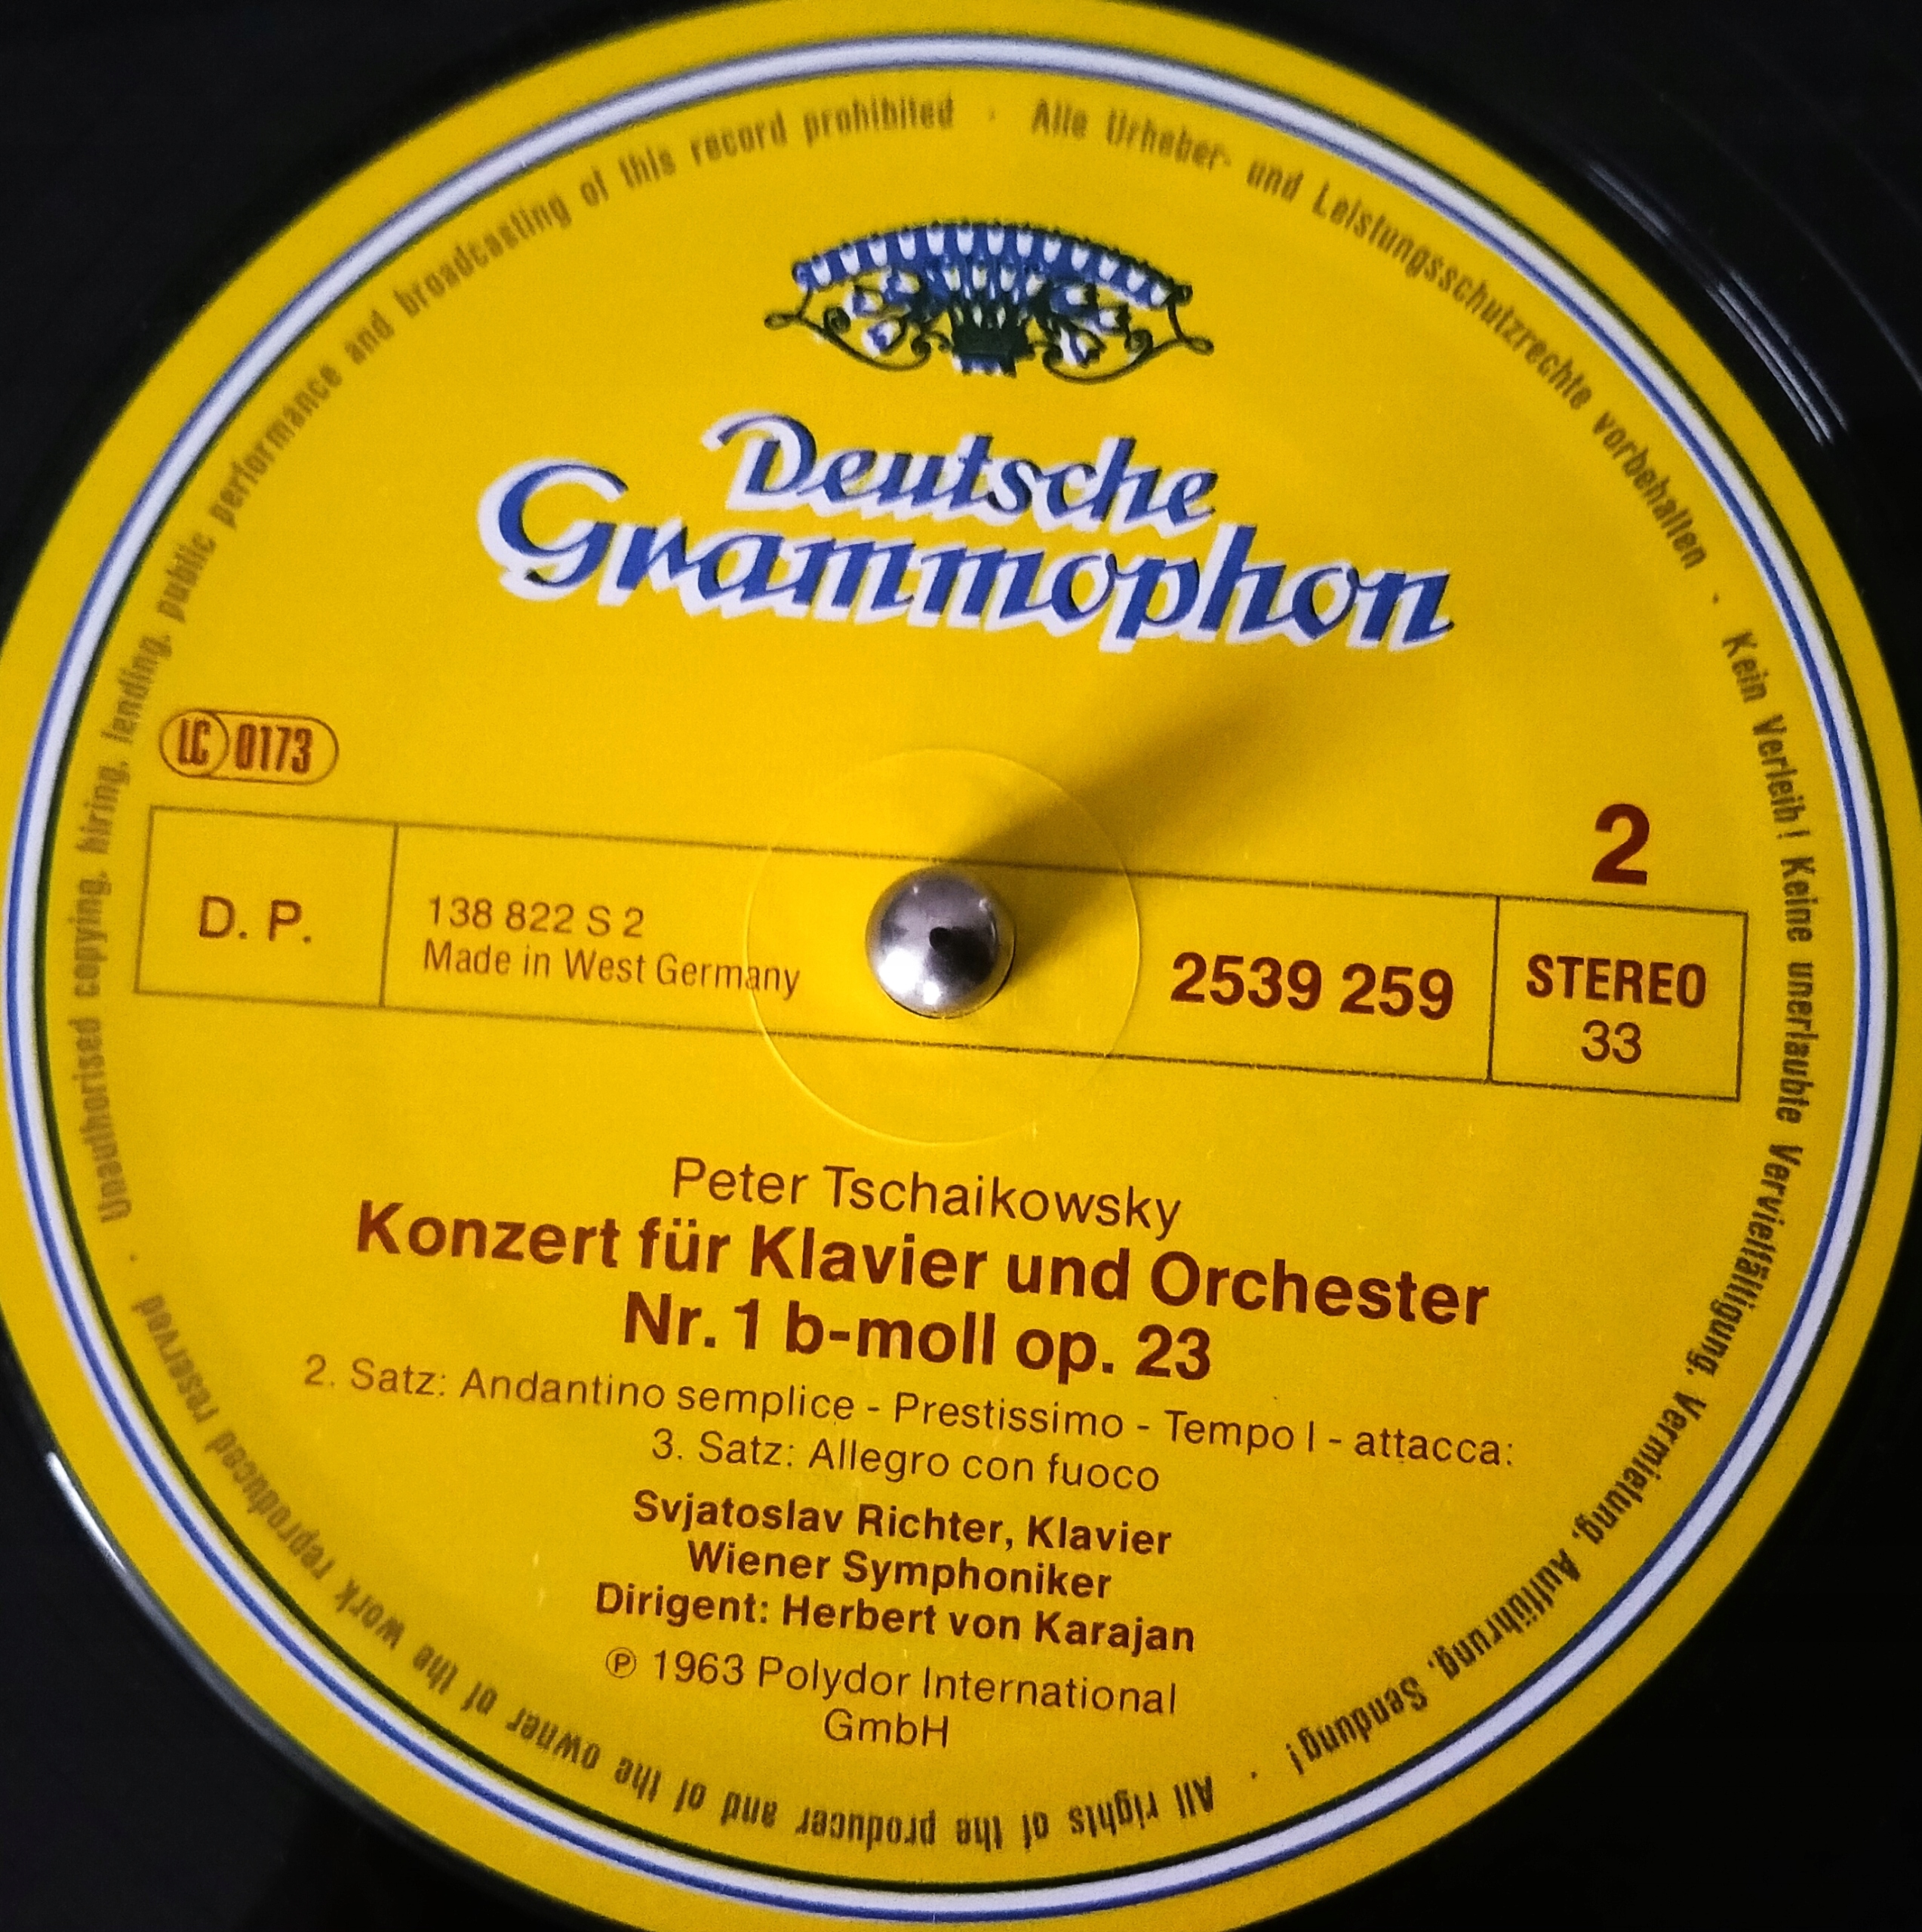 Unauthorised copying, hiring, lending, public performance and broadcasting of this record prohibited · Alle Urheber- und Leistungsschutzrechte vorbehalten · Kein Verleih! Keine unerlaubte Vervielfältigung, Vermietung, Aufführung, Sendung! · All rights of the producer and of the owner of the work reproduced reserved ·
Deutsche
Grammophon
LC 0173
2
D. P.
138 822 S 2
Made in West Germany
2539 259
STEREO
33
Peter Tschaikowsky
Konzert für Klavier und Orchester
Nr. 1 b-moll op. 23
2. Satz: Andantino semplice - Prestissimo - Tempo I - attacca:
3. Satz: Allegro con fuoco
Svjatoslav Richter, Klavier
Wiener Symphoniker
Dirigent: Herbert von Karajan
℗ 1963 Polydor International
GmbH